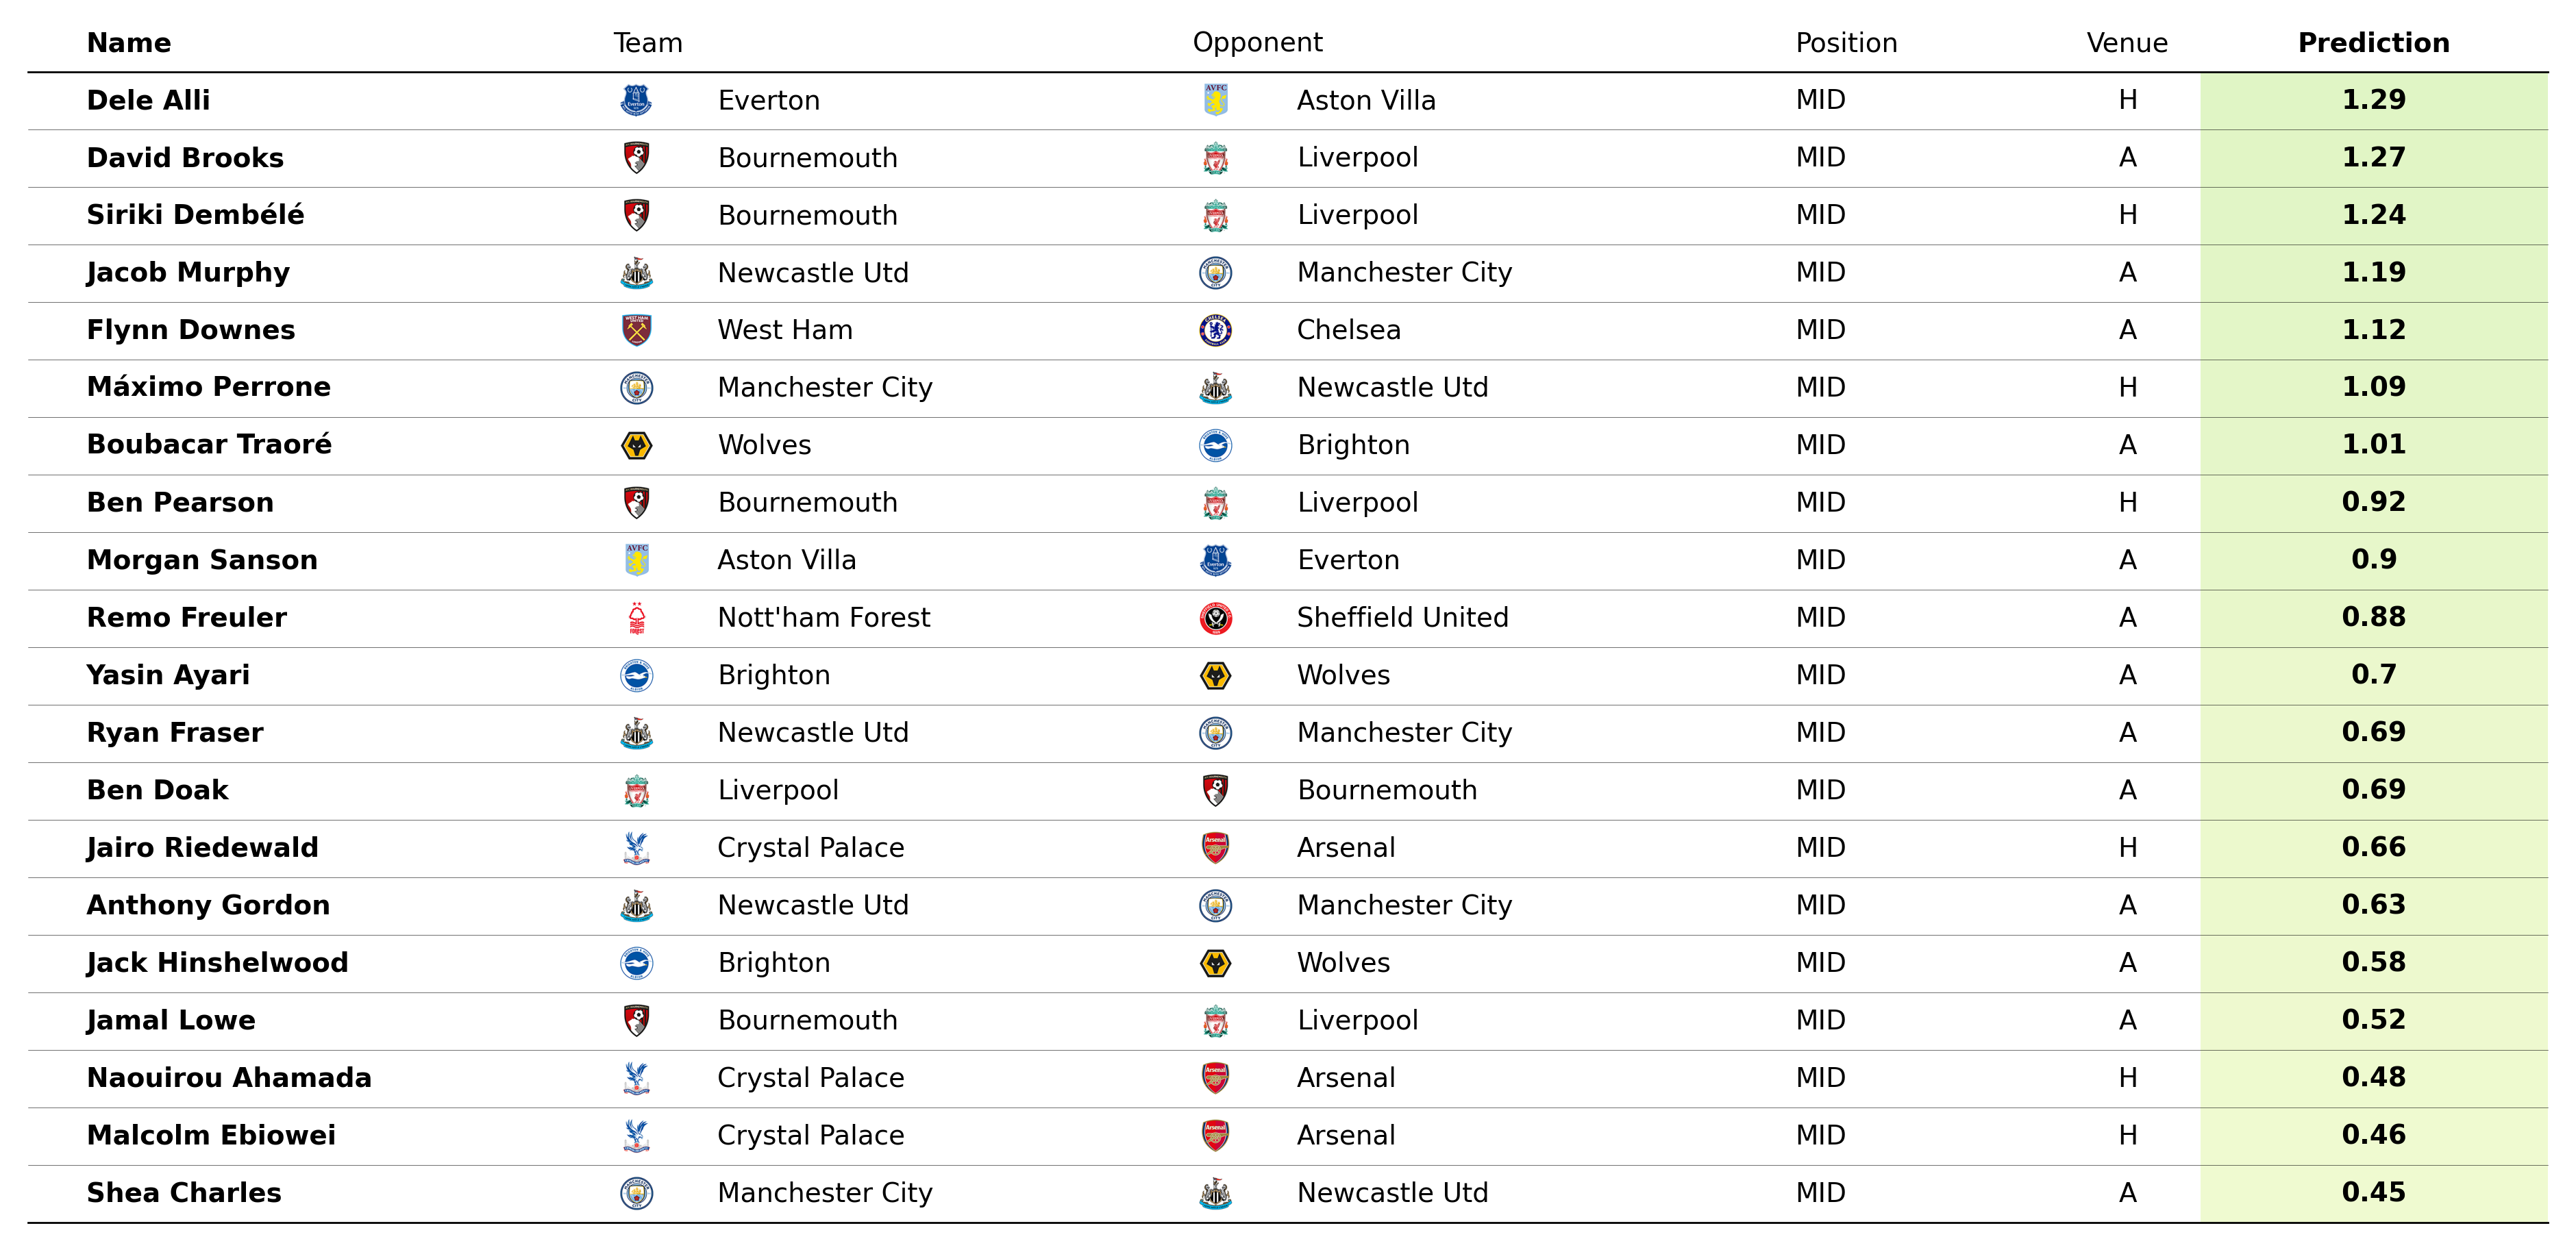 Name Team Opponent Position Venue Prediction
Dele Alli Everton Aston Villa MID H 1.29
David Brooks Bournemouth Liverpool MID A 1.27
Siriki Dembélé Bournemouth Liverpool MID H 1.24
Jacob Murphy Newcastle Utd Manchester City MID A 1.19
Flynn Downes West Ham Chelsea MID A 1.12
Máximo Perrone Manchester City Newcastle Utd MID H 1.09
Boubacar Traoré Wolves Brighton MID A 1.01
Ben Pearson Bournemouth Liverpool MID H 0.92
Morgan Sanson Aston Villa Everton MID A 0.9
Remo Freuler Nott'ham Forest Sheffield United MID A 0.88
Yasin Ayari Brighton Wolves MID A 0.7
Ryan Fraser Newcastle Utd Manchester City MID A 0.69
Ben Doak Liverpool Bournemouth MID A 0.69
Jairo Riedewald Crystal Palace Arsenal MID H 0.66
Anthony Gordon Newcastle Utd Manchester City MID A 0.63
Jack Hinshelwood Brighton Wolves MID A 0.58
Jamal Lowe Bournemouth Liverpool MID A 0.52
Naouirou Ahamada Crystal Palace Arsenal MID H 0.48
Malcolm Ebiowei Crystal Palace Arsenal MID H 0.46
Shea Charles Manchester City Newcastle Utd MID A 0.45